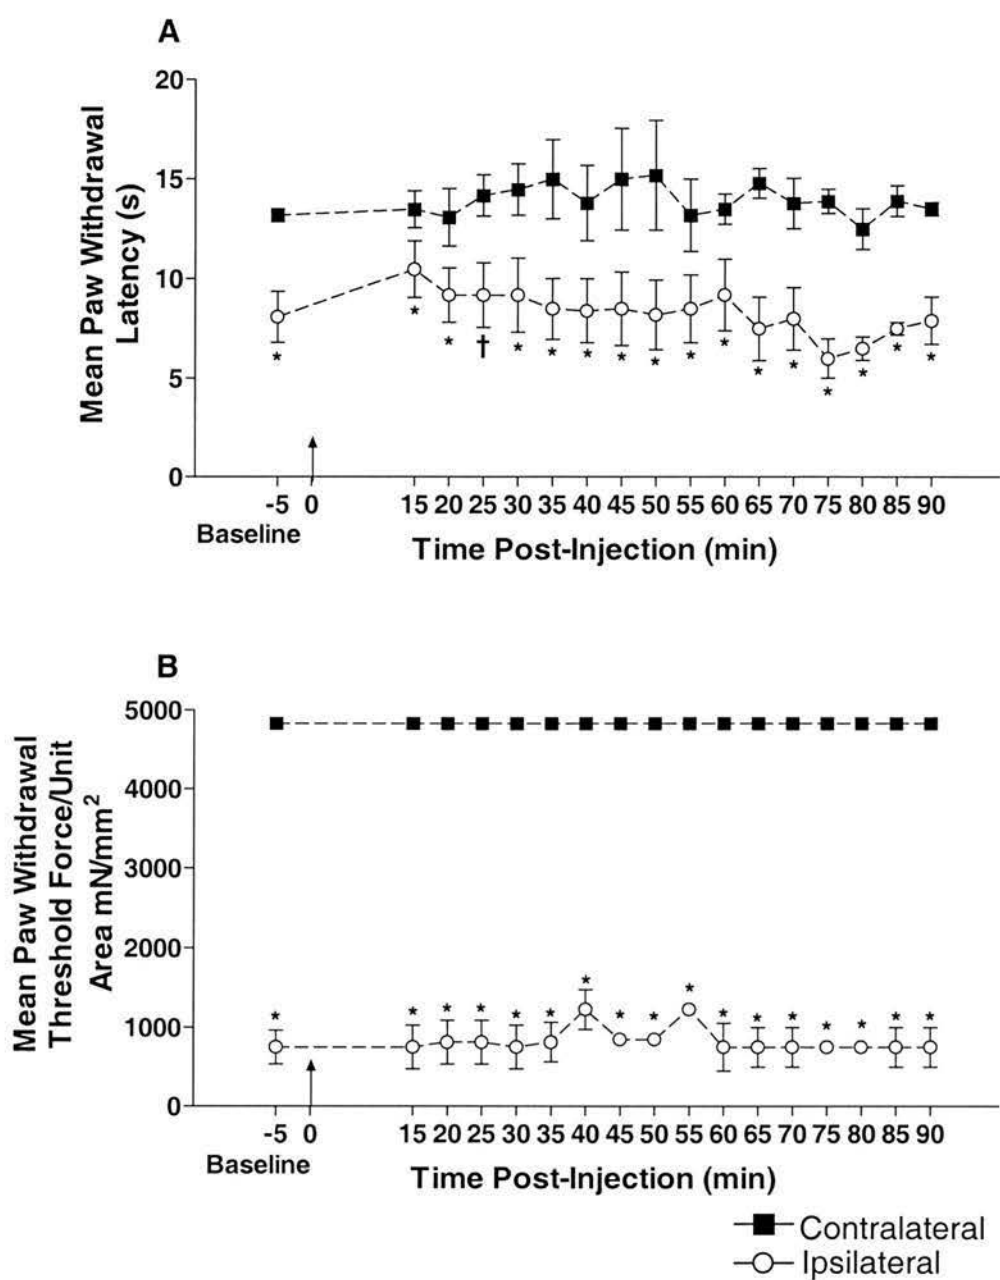 A
Mean Paw Withdrawal
Latency (s)
20
15
10
5
0
* * † * * * * * * * * * * * * * *
-5 0 15 20 25 30 35 40 45 50 55 60 65 70 75 80 85 90
Baseline
Time Post-Injection (min)
B
Mean Paw Withdrawal
Threshold Force/Unit
Area mN/mm²
5000
4000
3000
2000
1000
0
* * * * * * * * * * * * * * * * *
-5 0 15 20 25 30 35 40 45 50 55 60 65 70 75 80 85 90
Baseline
Time Post-Injection (min)
Contralateral
Ipsilateral